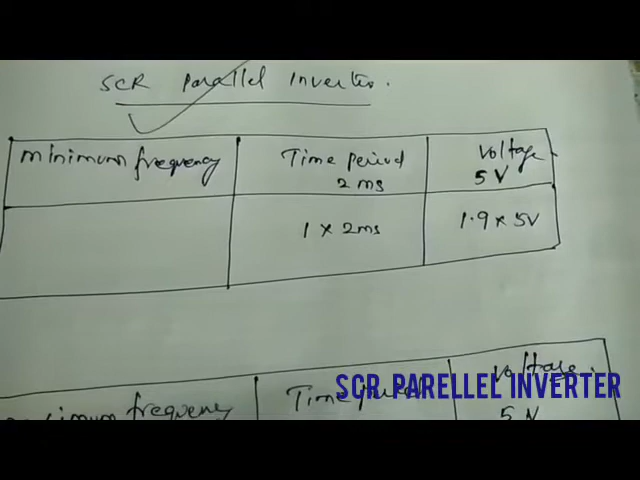 SCR Parallel Inverter.
minimum frequency Time period voltage
2 ms 5 V
1 x 2ms 1.9 x 5V
voltage.
SCR PARELLEL INVERTER
frequency Time
5 V